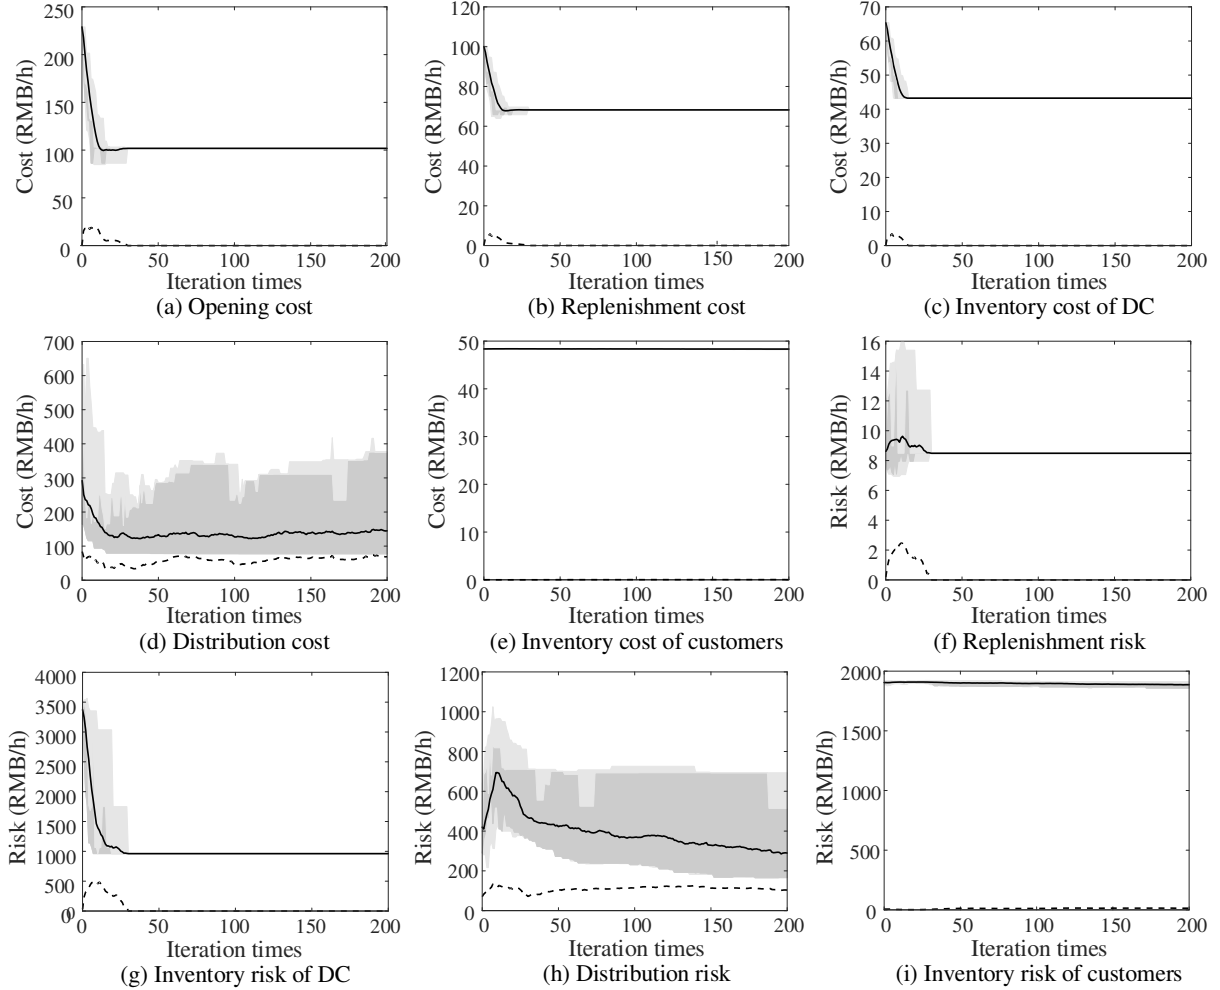 250
200
150
100
50
0
Cost (RMB/h)
0 50 100 150 200
Iteration times
(a) Opening cost
120
100
80
60
40
20
0
Cost (RMB/h)
0 50 100 150 200
Iteration times
(b) Replenishment cost
70
60
50
40
30
20
10
0
Cost (RMB/h)
0 50 100 150 200
Iteration times
(c) Inventory cost of DC
700
600
500
400
300
200
100
0
Cost (RMB/h)
0 50 100 150 200
Iteration times
(d) Distribution cost
50
40
30
20
10
0
Cost (RMB/h)
0 50 100 150 200
Iteration times
(e) Inventory cost of customers
16
14
12
10
8
6
4
2
0
Risk (RMB/h)
0 50 100 150 200
Iteration times
(f) Replenishment risk
4000
3500
3000
2500
2000
1500
1000
500
0
Risk (RMB/h)
0 50 100 150 200
Iteration times
(g) Inventory risk of DC
1200
1000
800
600
400
200
0
Risk (RMB/h)
0 50 100 150 200
Iteration times
(h) Distribution risk
2000
1500
1000
500
0
Risk (RMB/h)
0 50 100 150 200
Iteration times
(i) Inventory risk of customers